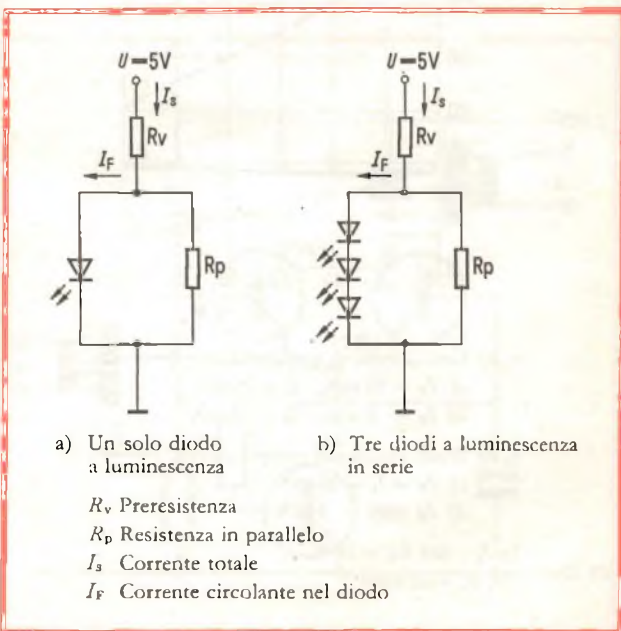 U=5V
Is
Rv
IF
Rp
U=5V
Is
Rv
IF
Rp
a) Un solo diodo
a luminescenza
b) Tre diodi a luminescenza
in serie
Rv Preresistenza
Rp Resistenza in parallelo
Is Corrente totale
IF Corrente circolante nel diodo